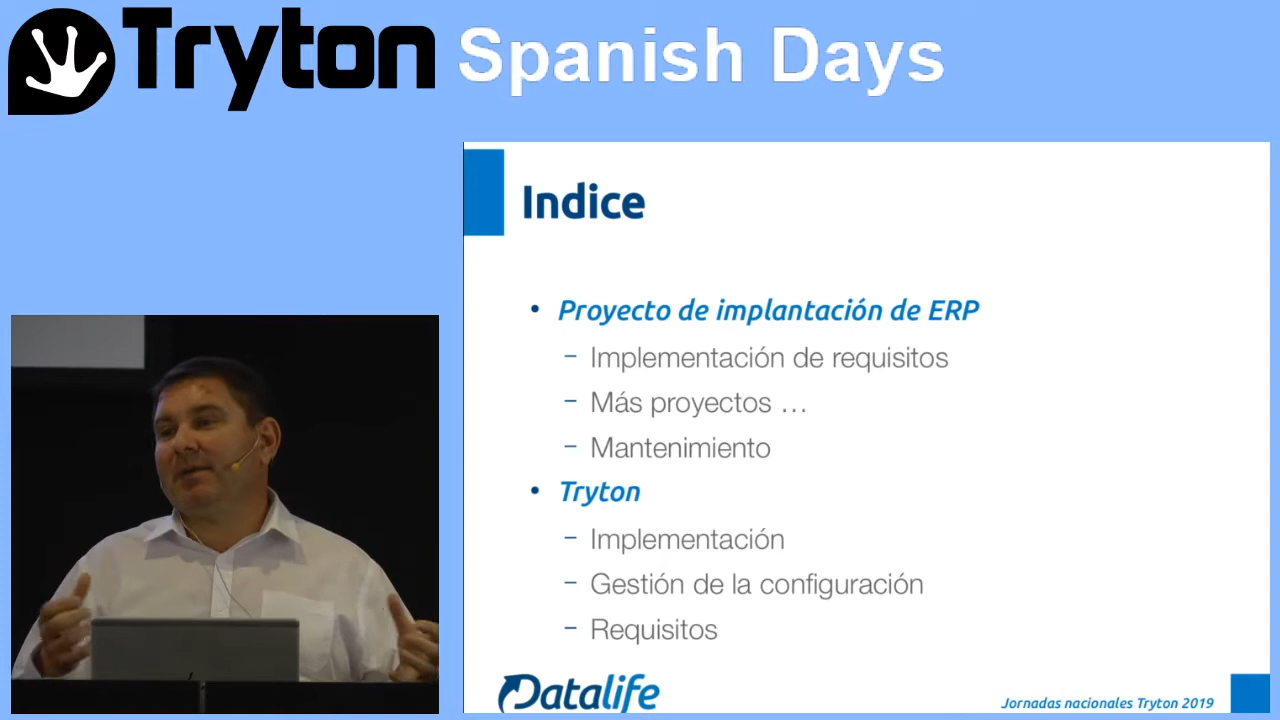 Tryton Spanish Days
Indice
• Proyecto de implantación de ERP
– Implementación de requisitos
– Más proyectos …
– Mantenimiento
• Tryton
– Implementación
– Gestión de la configuración
– Requisitos
Datalife
Jornadas nacionales Tryton 2019